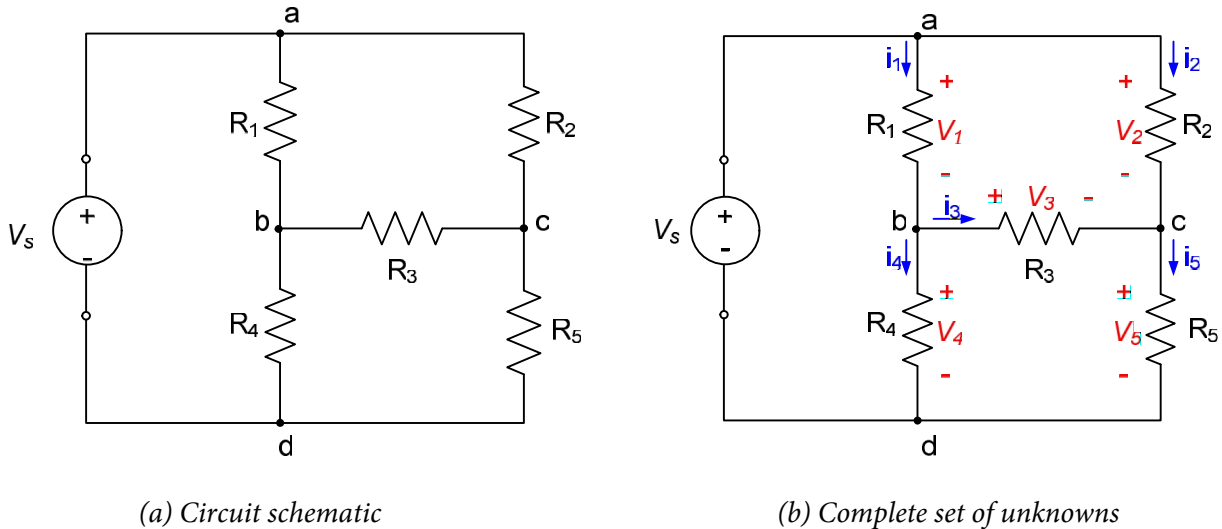 a
R1
R2
Vs
+
-
b
c
R3
R4
R5
d
(a) Circuit schematic
a
i1
i2
+
+
R1
V1
V2
R2
-
-
+
V3
-
i3
Vs
+
-
b
c
i4
R3
i5
+
+
R4
V4
V5
R5
-
-
d
(b) Complete set of unknowns